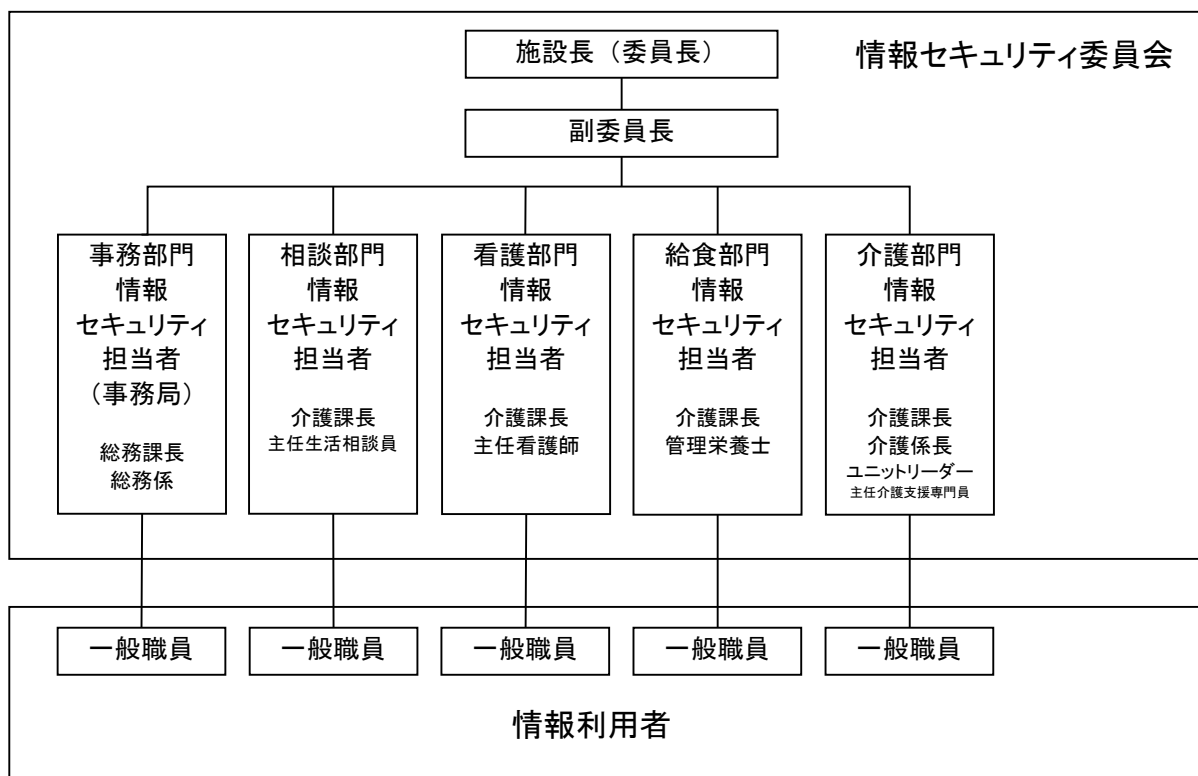 施設長（委員長）
情報セキュリティ委員会
副委員長
事務部門
情報
セキュリティ
担当者
（事務局）
総務課長
総務係
相談部門
情報
セキュリティ
担当者
介護課長
主任生活相談員
看護部門
情報
セキュリティ
担当者
介護課長
主任看護師
給食部門
情報
セキュリティ
担当者
介護課長
管理栄養士
介護部門
情報
セキュリティ
担当者
介護課長
介護係長
ユニットリーダー
主任介護支援専門員
一般職員
一般職員
一般職員
一般職員
一般職員
情報利用者